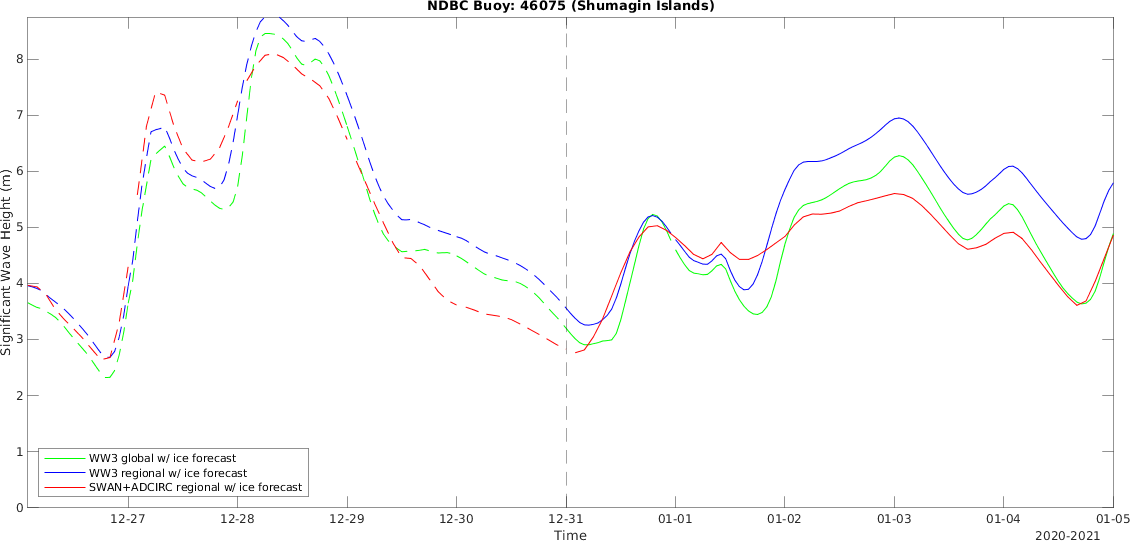 NDBC Buoy: 46075 (Shumagin Islands)
Significant Wave Height (m)
8
7
6
5
4
3
2
1
0
WW3 global w/ ice forecast
WW3 regional w/ ice forecast
SWAN+ADCIRC regional w/ ice forecast
12-27 12-28 12-29 12-30 12-31 01-01 01-02 01-03 01-04 01-05
Time
2020-2021